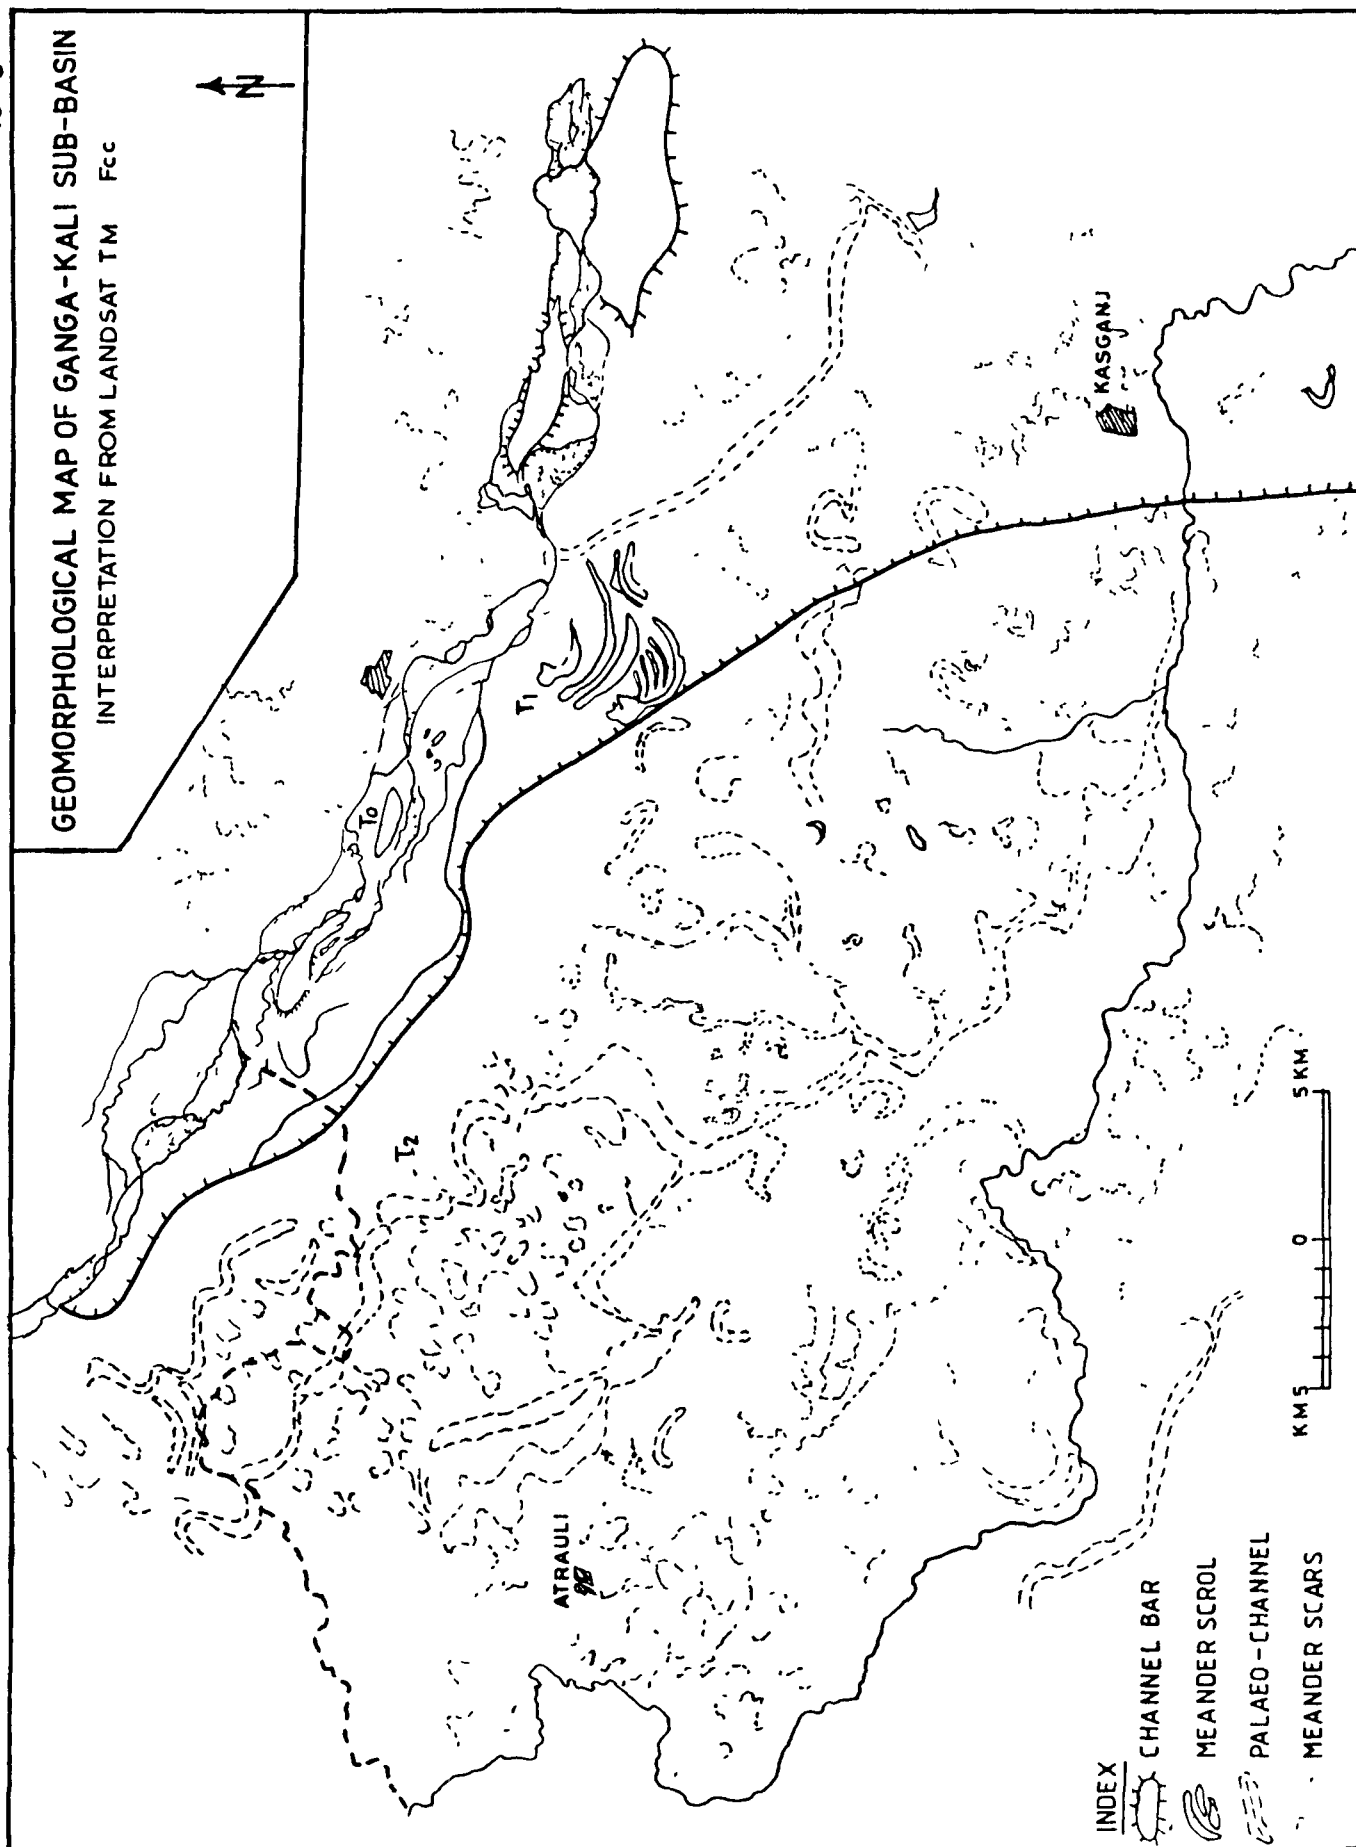 GEOMORPHOLOGICAL MAP OF GANGA-KALI SUB-BASIN
INTERPRETATION FROM LANDSAT TM Fcc
N
T0
T1
T2
KASGANJ
ATRAULI
INDEX
CHANNEL BAR
MEANDER SCROL
PALAEO-CHANNEL
MEANDER SCARS
KM 5 0 5 KM